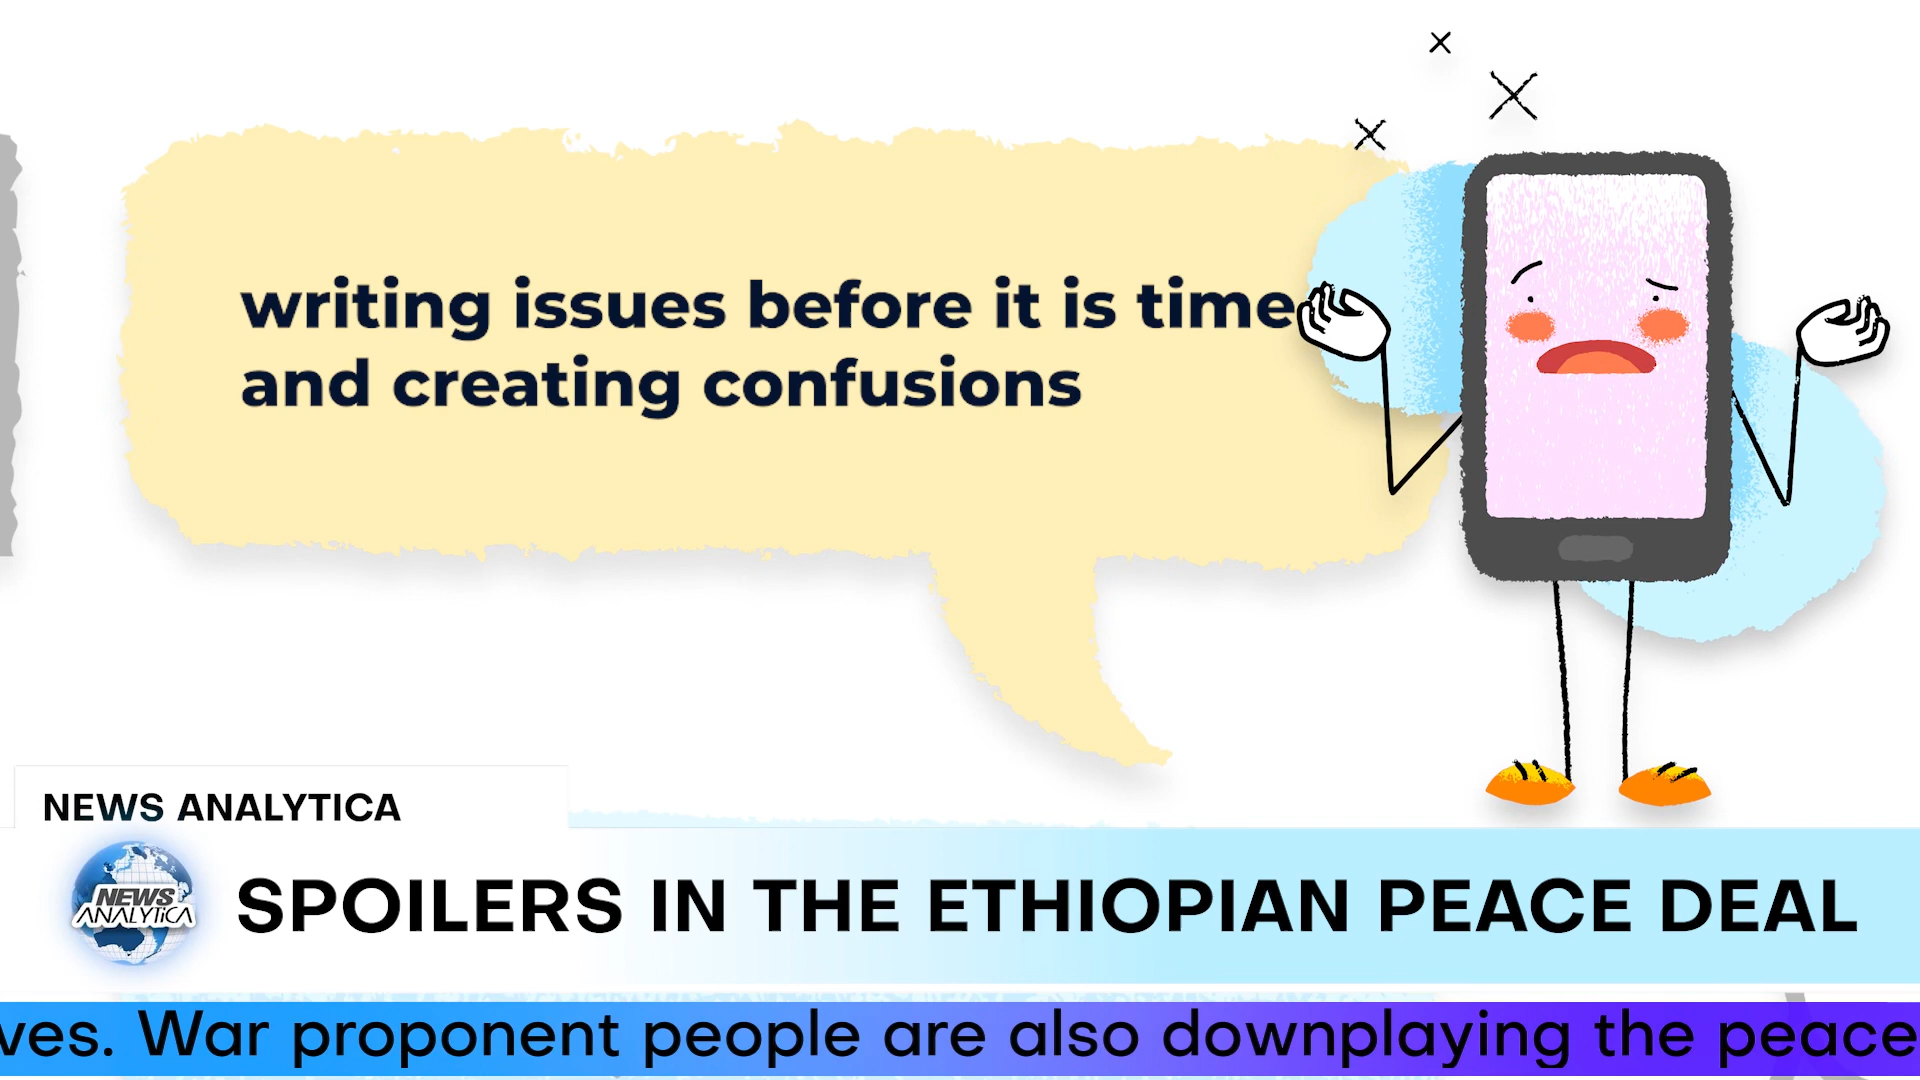 writing issues before it is time
and creating confusions
NEWS ANALYTICA
NEWS
ANALYTICA
SPOILERS IN THE ETHIOPIAN PEACE DEAL
ves. War proponent people are also downplaying the peace